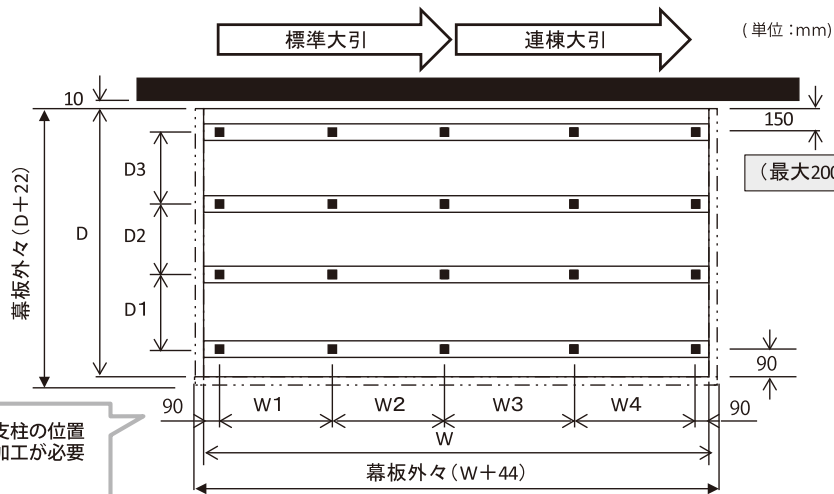 標準大引
連棟大引
(単位:mm)
10
150
(最大200
D3
D2
D1
D
幕板外々(D+22)
90
90
W1
W2
W3
W4
90
W
幕板外々(W+44)
支柱の位置
加工が必要